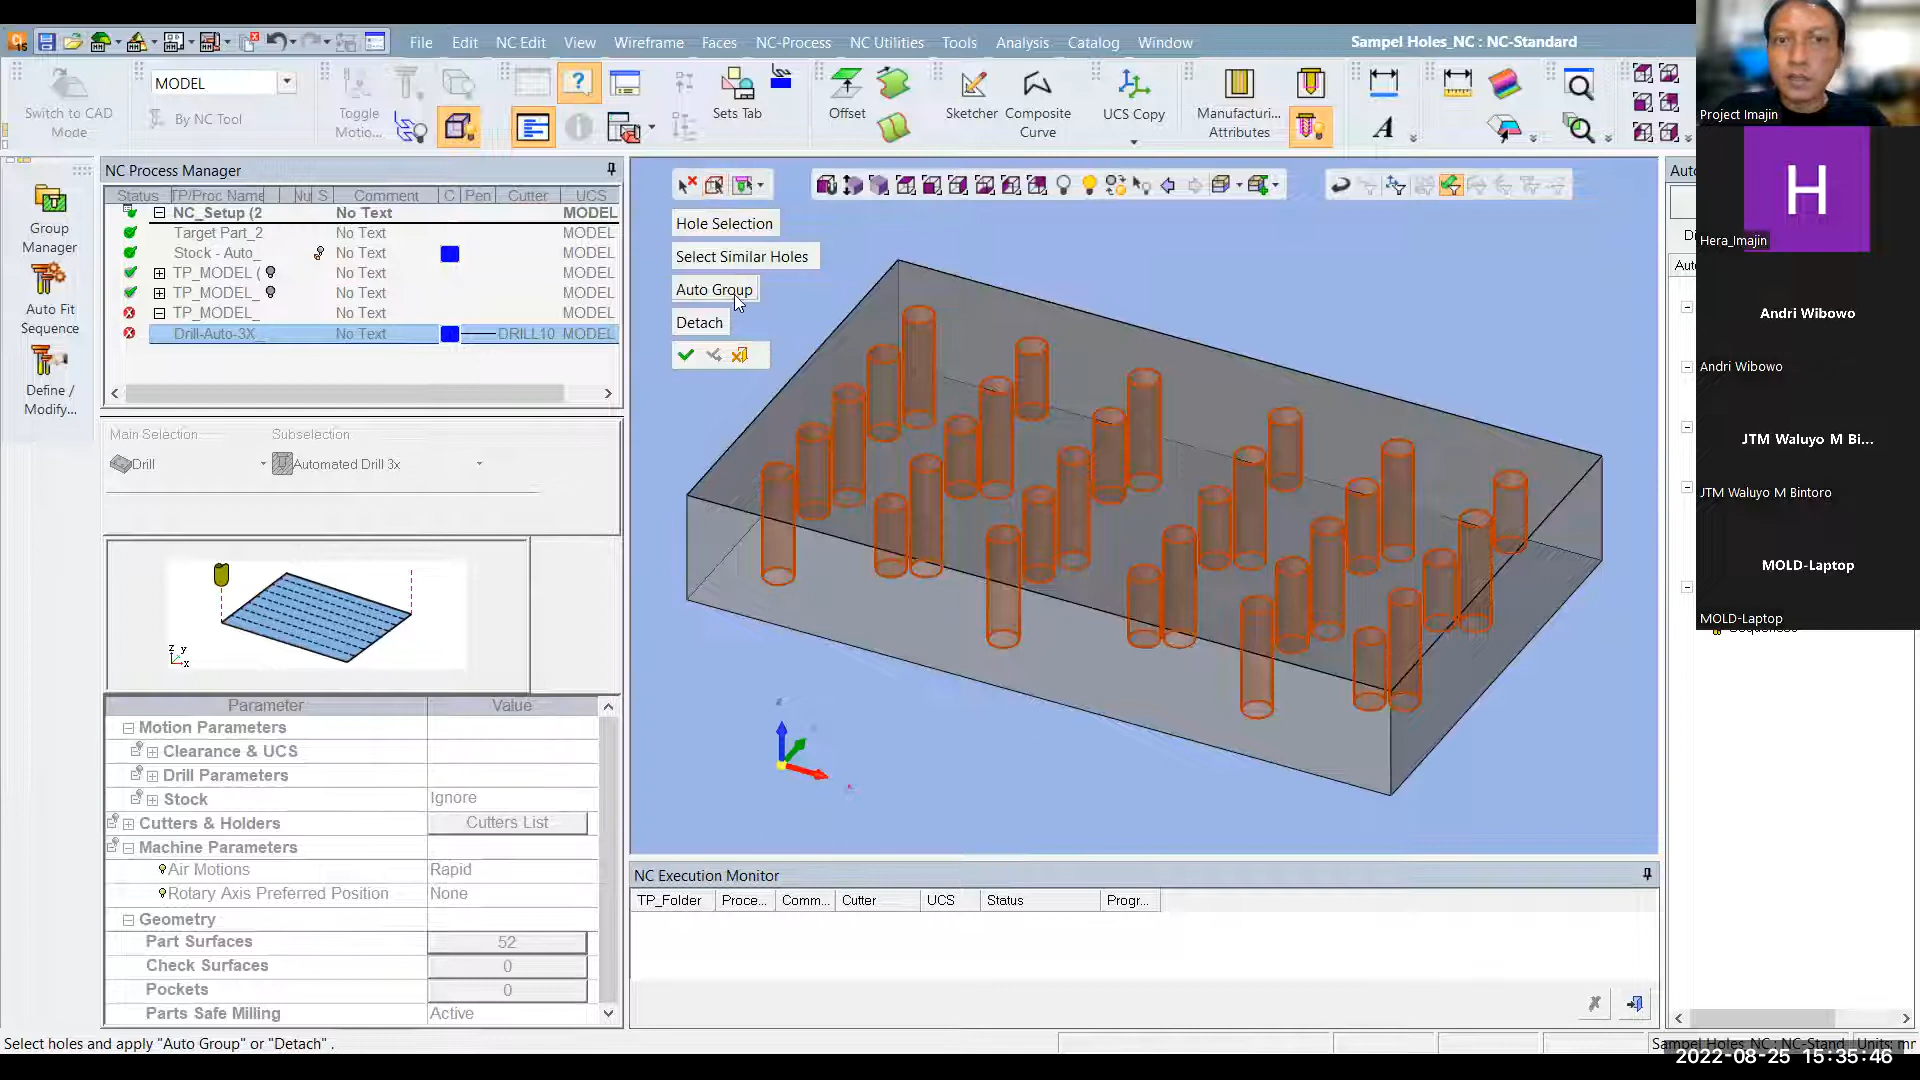 File Edit NC Edit View Wireframe Faces NC-Process NC Utilities Tools Analysis Catalog Window
Sampel Holes_NC : NC-Standard
Switch to CAD
Mode
MODEL
By NC Tool
Toggle
Motio...
Sets Tab
Offset
Sketcher
Composite
Curve
UCS Copy
Manufacturi...
Attributes
Project Imajin
H
Hera_Imajin
Andri Wibowo
Andri Wibowo
JTM Waluyo M Bi...
JTM Waluyo M Bintoro
MOLD-Laptop
MOLD-Laptop
Group
Manager
Auto Fit
Sequence
Define /
Modify...
NC Process Manager
Status TP/Proc Name Nu S Comment C Pen Cutter UCS
NC_Setup (2 No Text MODEL
Target Part_2 No Text MODEL
Stock - Auto_ No Text MODEL
TP_MODEL ( No Text MODEL
TP_MODEL_ No Text MODEL
TP_MODEL_ No Text MODEL
Drill-Auto-3X_ No Text DRILL10 MODEL
Main Selection Subselection
Drill Automated Drill 3x
Z y
x
Parameter Value
Motion Parameters
Clearance & UCS
Drill Parameters
Stock Ignore
Cutters & Holders Cutters List
Machine Parameters
Air Motions Rapid
Rotary Axis Preferred Position None
Geometry
Part Surfaces 52
Check Surfaces 0
Pockets 0
Parts Safe Milling Active
Hole Selection
Select Similar Holes
Auto Group
Detach
NC Execution Monitor
TP_Folder Proce... Comm... Cutter UCS Status Progr...
Select holes and apply "Auto Group" or "Detach" .
Sampel Holes_NC : NC-Stand Units: mr
2022-08-25 15:35:46